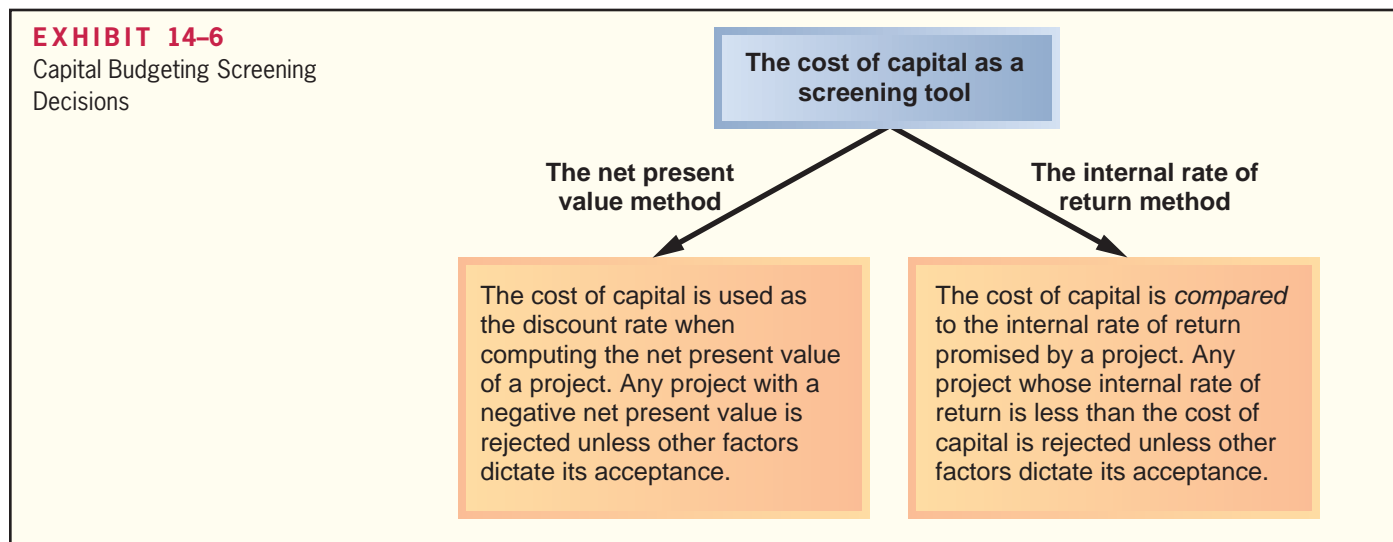 EXHIBIT 14–6
Capital Budgeting Screening
Decisions
The cost of capital as a
screening tool
The net present
value method
The internal rate of
return method
The cost of capital is used as
the discount rate when
computing the net present value
of a project. Any project with a
negative net present value is
rejected unless other factors
dictate its acceptance.
The cost of capital is compared
to the internal rate of return
promised by a project. Any
project whose internal rate of
return is less than the cost of
capital is rejected unless other
factors dictate its acceptance.